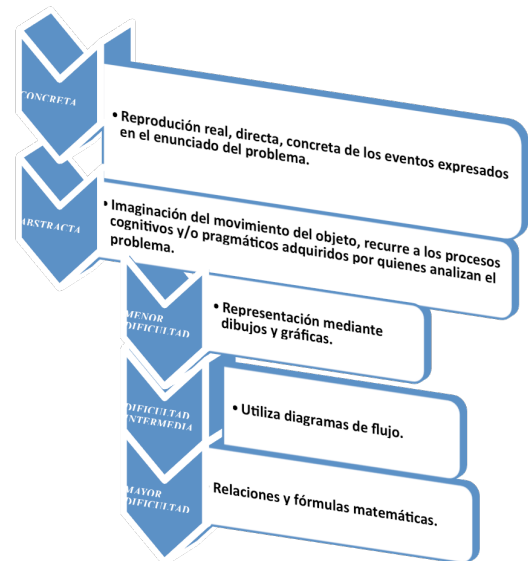 CONCRETA
• Reprodución real, directa, concreta de los eventos expresados
en el enunciado del problema.
ABSTRACTA
• Imaginación del movimiento del objeto, recurre a los procesos
cognitivos y/o pragmáticos adquiridos por quienes analizan el
problema.
MENOR
DIFICULTAD
• Representación mediante
dibujos y gráficas.
DIFICULTAD
INTERMEDIA
• Utiliza diagramas de flujo.
MAYOR
DIFICULTAD
Relaciones y fórmulas matemáticas.